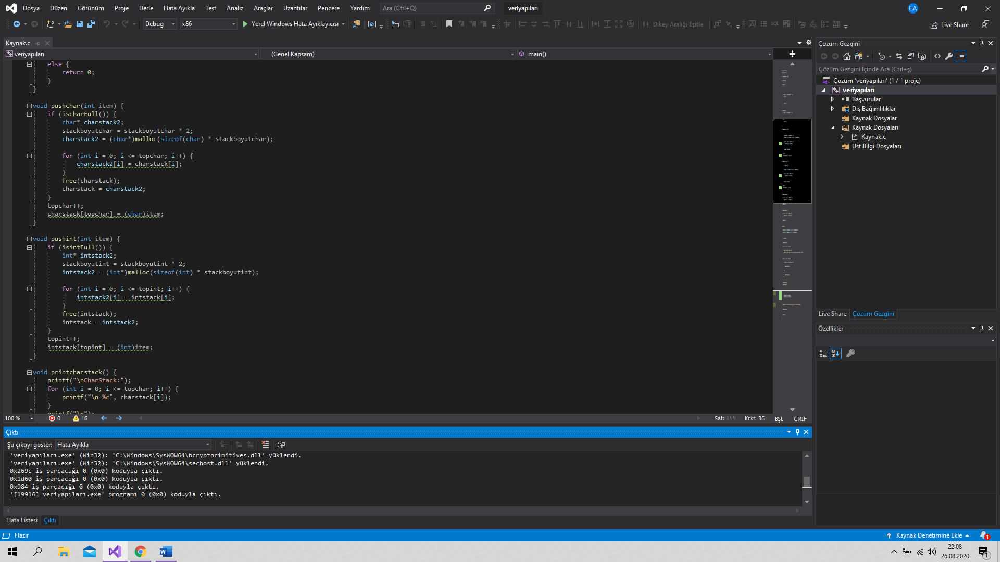 Dosya Düzen Görünüm Proje Derle Hata Ayıkla Test Analiz Araçlar Uzantılar Pencere Yardım Ara (Ctrl+Q) veriyapıları EA
Debug x86 Yerel Windows Hata Ayıklayıcısı Dikey Aralığı Eşitle SQL Live Share
Kaynak.c
veriyapıları (Genel Kapsam) main()
else {
return 0;
}
}
void pushchar(int item) {
if (ischarFull()) {
char* charstack2;
stackboyutchar = stackboyutchar * 2;
charstack2 = (char*)malloc(sizeof(char) * stackboyutchar);
for (int i = 0; i <= topchar; i++) {
charstack2[i] = charstack[i];
}
free(charstack);
charstack = charstack2;
}
topchar++;
charstack[topchar] = (char)item;
}
void pushint(int item) {
if (isintFull()) {
int* intstack2;
stackboyutint = stackboyutint * 2;
intstack2 = (int*)malloc(sizeof(int) * stackboyutint);
for (int i = 0; i <= topint; i++) {
intstack2[i] = intstack[i];
}
free(intstack);
intstack = intstack2;
}
topint++;
intstack[topint] = (int)item;
}
void printcharstack() {
printf("\nCharStack:");
for (int i = 0; i <= topchar; i++) {
printf("\n %c", charstack[i]);
}
printf("\n");
100 % 0 16 Sat: 111 Krkt: 36 BŞL CRLF
Çıktı
Şu çıktıyı göster: Hata Ayıkla
'veriyapıları.exe' (Win32): 'C:\Windows\SysWOW64\bcryptprimitives.dll' yüklendi.
'veriyapıları.exe' (Win32): 'C:\Windows\SysWOW64\sechost.dll' yüklendi.
0x269c iş parçacığı 0 (0x0) koduyla çıktı.
0x1d60 iş parçacığı 0 (0x0) koduyla çıktı.
0x984 iş parçacığı 0 (0x0) koduyla çıktı.
'[19916] veriyapıları.exe' programı 0 (0x0) koduyla çıktı.
Hata Listesi Çıktı
Çözüm Gezgini
Çözüm Gezgini İçinde Ara (Ctrl+ş)
Çözüm 'veriyapıları' (1 / 1 proje)
veriyapıları
Başvurular
Dış Bağımlılıklar
Kaynak Dosyalar
Kaynak Dosyaları
Kaynak.c
Üst Bilgi Dosyaları
Live Share Çözüm Gezgini
Özellikler
Hazır Kaynak Denetimine Ekle 1
22:08
26.08.2020
1